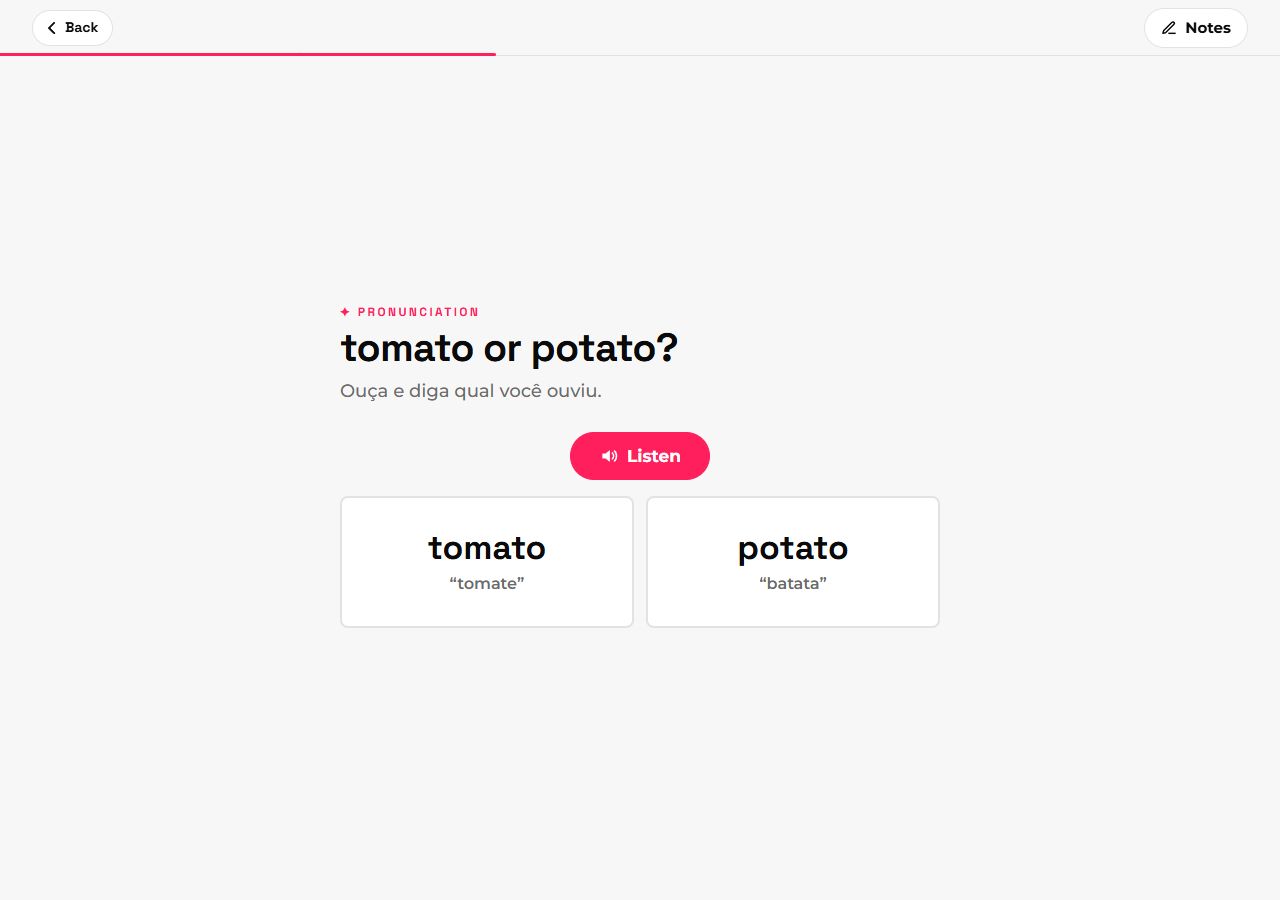 Back
Notes
PRONUNCIATION
tomato or potato?
Ouça e diga qual você ouviu.
Listen
tomato
“tomate”
potato
“batata”